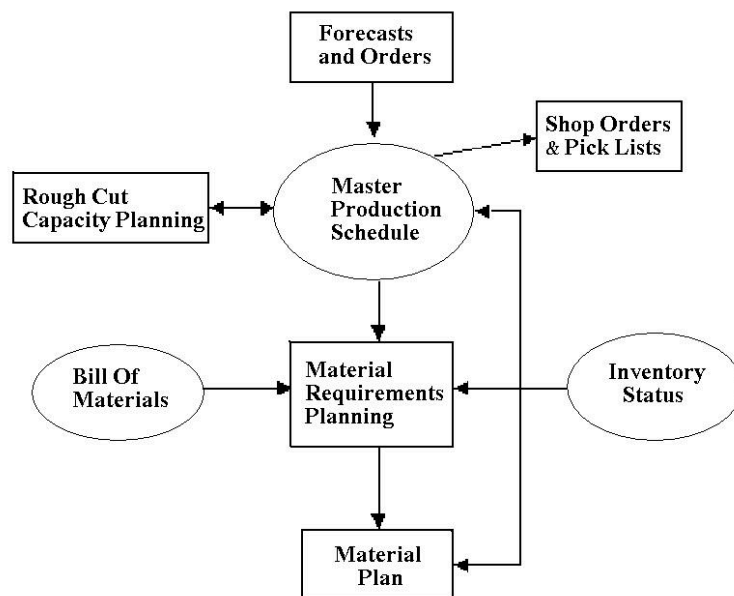 Forecasts
and Orders
Shop Orders
& Pick Lists
Rough Cut
Capacity Planning
Master
Production
Schedule
Bill Of
Materials
Material
Requirements
Planning
Inventory
Status
Material
Plan